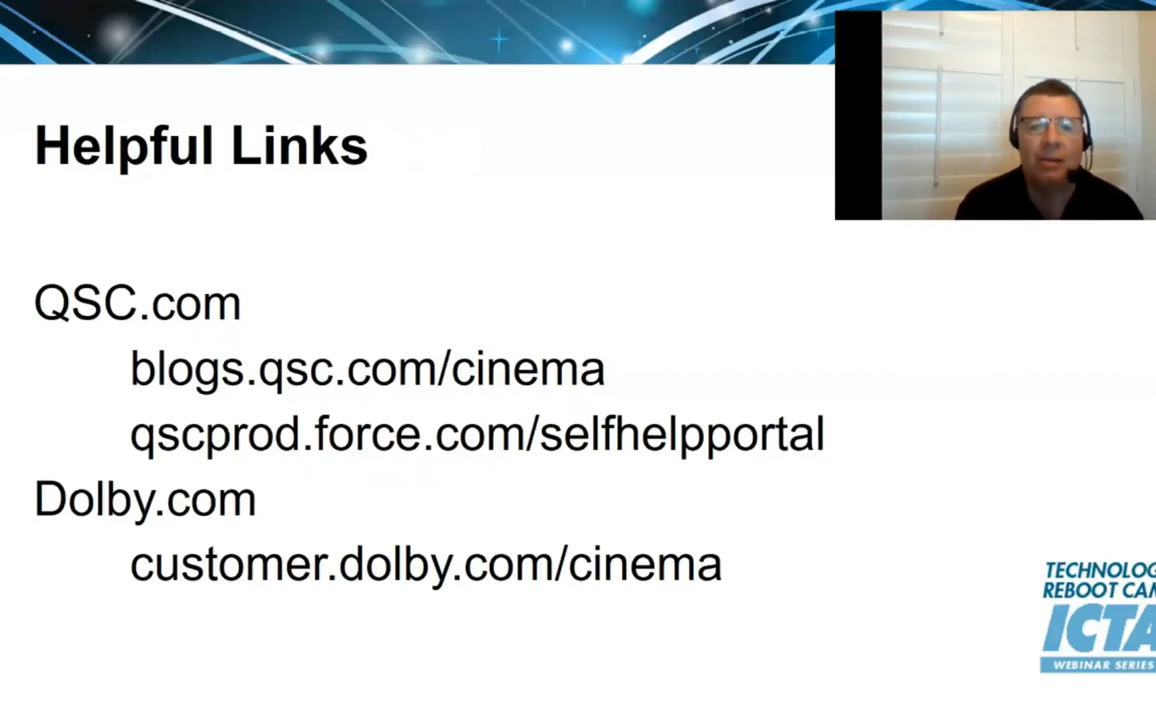 Helpful Links
QSC.com
blogs.qsc.com/cinema
qscprod.force.com/selfhelpportal
Dolby.com
customer.dolby.com/cinema
TECHNOLOG
REBOOT CAM
ICTA
WEBINAR SERIES